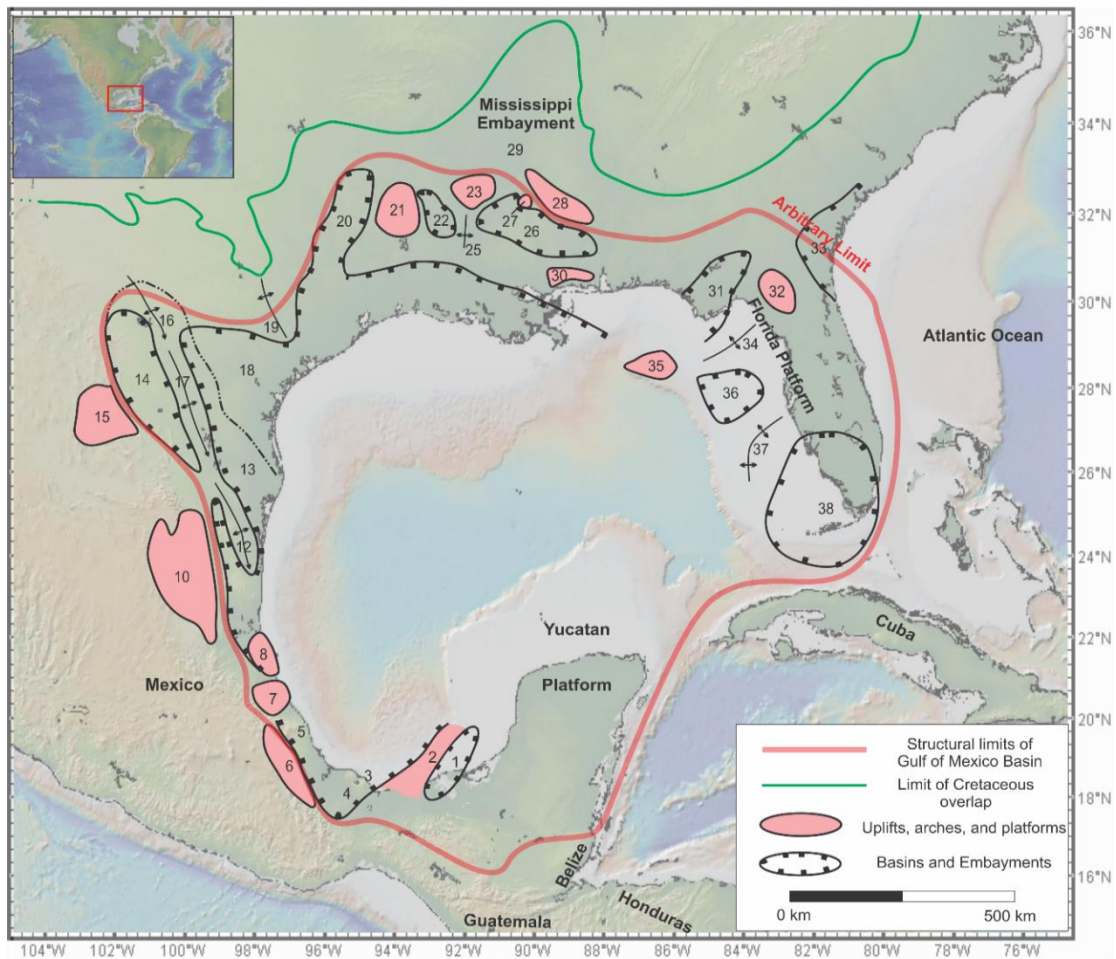 36°N
34°N
32°N
30°N
28°N
26°N
24°N
22°N
20°N
18°N
16°N
Mississippi
Embayment
29
20
21
22
23
25
27
26
28
30
31
32
33
Arbitrary Limit
16
19
14
17
18
15
13
34
Florida Platform
35
36
37
38
Atlantic Ocean
10
12
8
7
Mexico
5
6
3
4
2
1
Yucatan
Platform
Cuba
Belize
Guatemala
Honduras
Structural limits of
Gulf of Mexico Basin
Limit of Cretaceous
overlap
Uplifts, arches, and platforms
Basins and Embayments
0 km 500 km
104°W 102°W 100°W 98°W 96°W 94°W 92°W 90°W 88°W 86°W 84°W 82°W 80°W 78°W 76°W